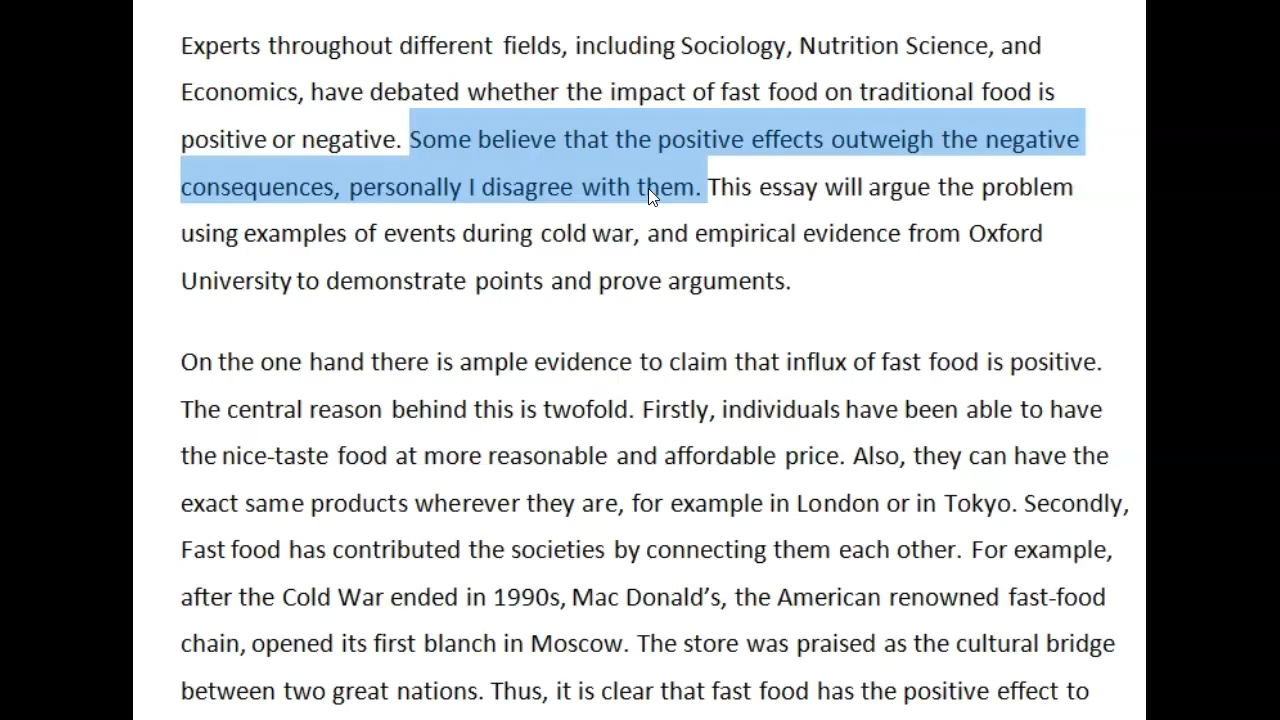 Experts throughout different fields, including Sociology, Nutrition Science, and
Economics, have debated whether the impact of fast food on traditional food is
positive or negative. Some believe that the positive effects outweigh the negative
consequences, personally I disagree with them. This essay will argue the problem
using examples of events during cold war, and empirical evidence from Oxford
University to demonstrate points and prove arguments.
On the one hand there is ample evidence to claim that influx of fast food is positive.
The central reason behind this is twofold. Firstly, individuals have been able to have
the nice-taste food at more reasonable and affordable price. Also, they can have the
exact same products wherever they are, for example in London or in Tokyo. Secondly,
Fast food has contributed the societies by connecting them each other. For example,
after the Cold War ended in 1990s, Mac Donald’s, the American renowned fast-food
chain, opened its first blanch in Moscow. The store was praised as the cultural bridge
between two great nations. Thus, it is clear that fast food has the positive effect to